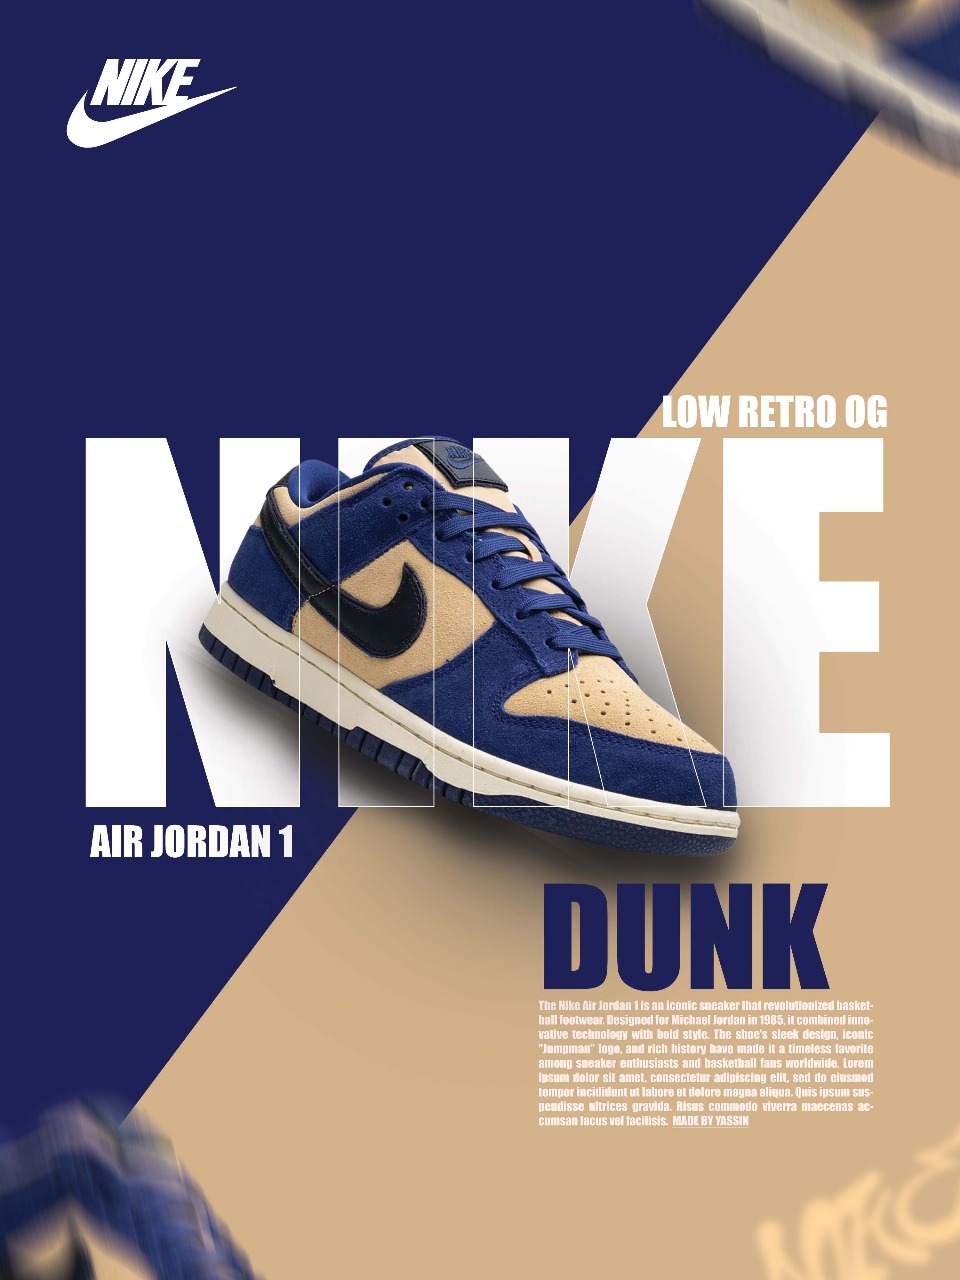 NIKE
LOW RETRO OG
NIKE
AIR JORDAN 1
DUNK
The Nike Air Jordan 1 is an iconic sneaker that revolutionized basket-
ball footwear. Designed for Michael Jordan in 1985, it combined inno-
vative technology with bold style. The shoe's sleek design, iconic
"Jumpman" logo, and rich history have made it a timeless favorite
among sneaker enthusiasts and basketball fans worldwide. Lorem
ipsum dolor sit amet, consectetur adipiscing elit, sed do eiusmod
tempor incididunt ut labore et dolore magna aliqua. Quis ipsum sus-
pendisse ultrices gravida. Risus commodo viverra maecenas ac-
cumsan lacus vel facilisis. MADE BY YASSIN
NIKE